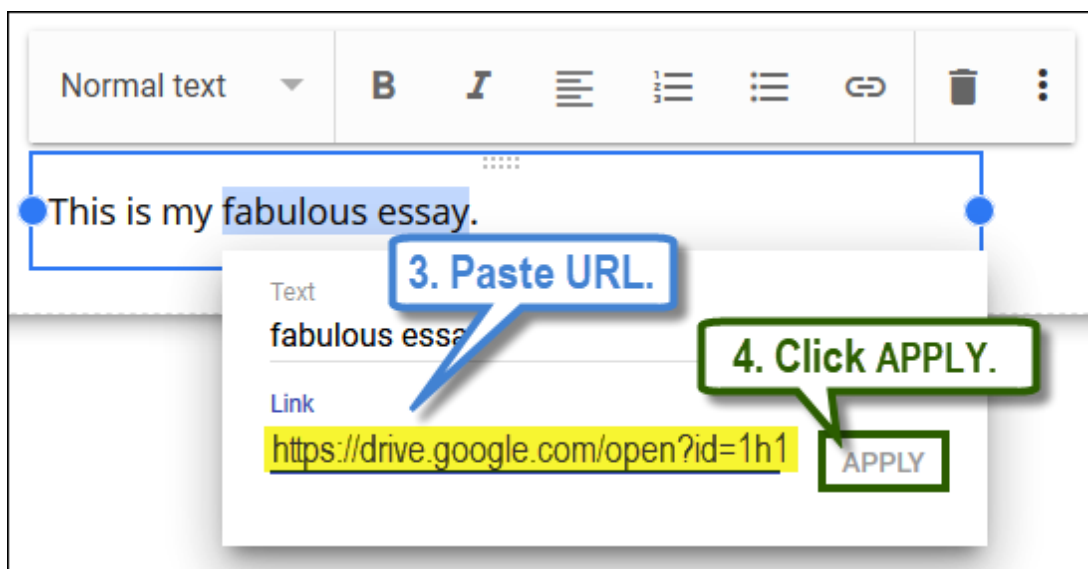 Normal text
This is my fabulous essay.
3. Paste URL.
Text
fabulous essa
4. Click APPLY.
Link
https://drive.google.com/open?id=1h1
APPLY